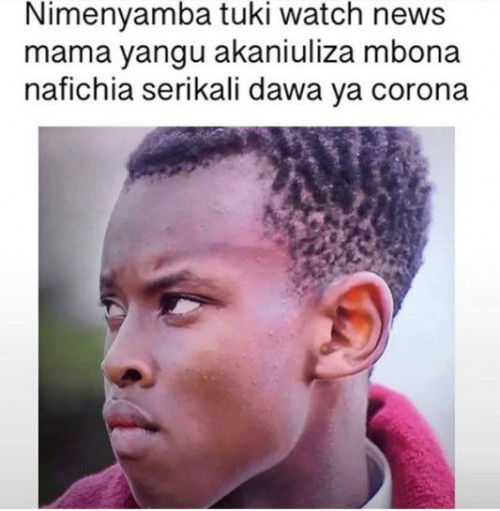 Nimenyamba tuki watch news
mama yangu akaniuliza mbona
nafichia serikali dawa ya corona